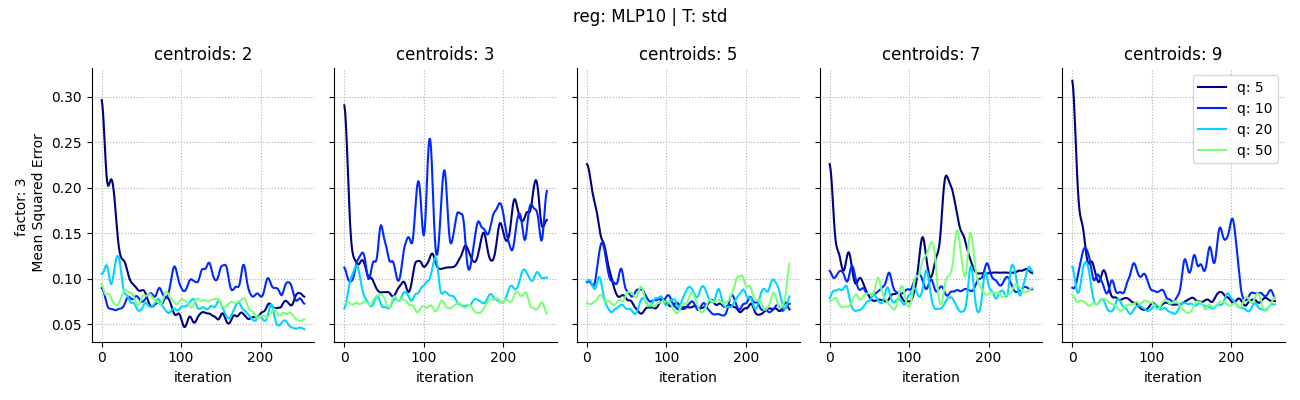 reg: MLP10 | T: std
centroids: 2
centroids: 3
centroids: 5
centroids: 7
centroids: 9
factor: 3
Mean Squared Error
0.30
0.25
0.20
0.15
0.10
0.05
q: 5
q: 10
q: 20
q: 50
0 100 200
0 100 200
0 100 200
0 100 200
0 100 200
iteration
iteration
iteration
iteration
iteration